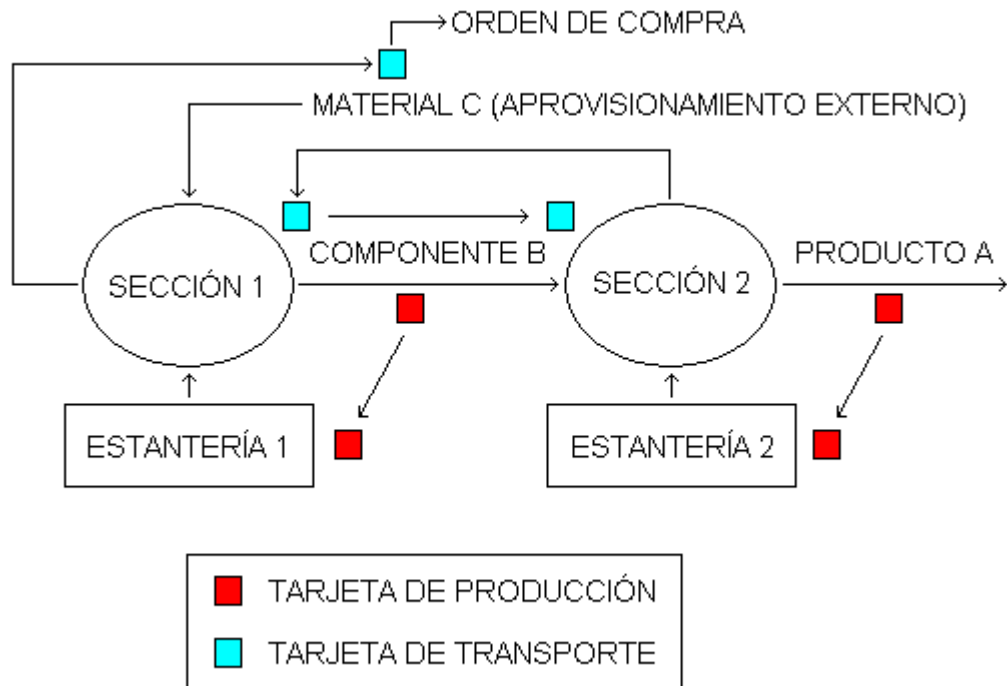 ORDEN DE COMPRA
MATERIAL C (APROVISIONAMIENTO EXTERNO)
COMPONENTE B
PRODUCTO A
SECCIÓN 1
SECCIÓN 2
ESTANTERÍA 1
ESTANTERÍA 2
TARJETA DE PRODUCCIÓN
TARJETA DE TRANSPORTE